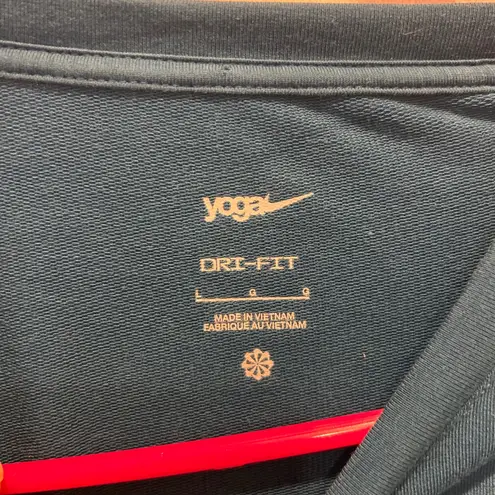 yoga
DRI-FIT
L G G
MADE IN VIETNAM
FABRIQUE AU VIETNAM